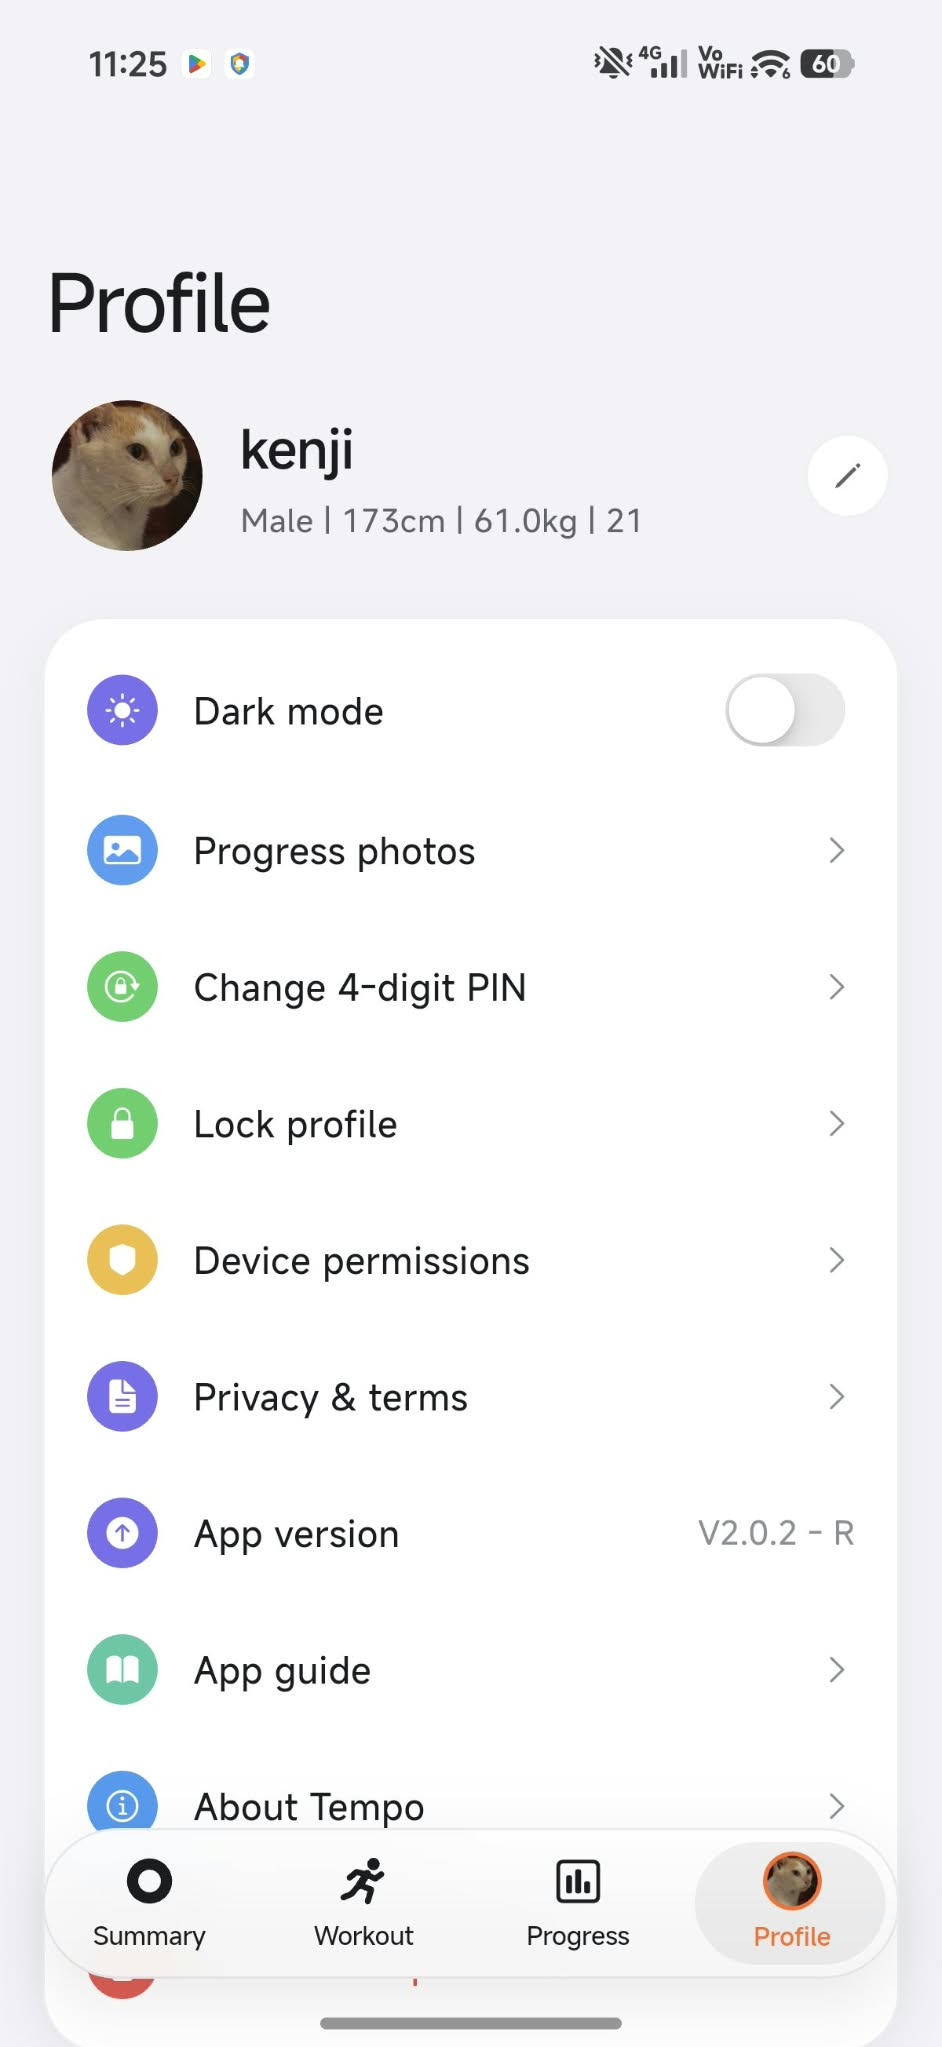 11:25
4G Vo WiFi 6 60
Profile
kenji
Male | 173cm | 61.0kg | 21
Dark mode
Progress photos
Change 4-digit PIN
Lock profile
Device permissions
Privacy & terms
App version V2.0.2 - R
App guide
About Tempo
Summary Workout Progress Profile